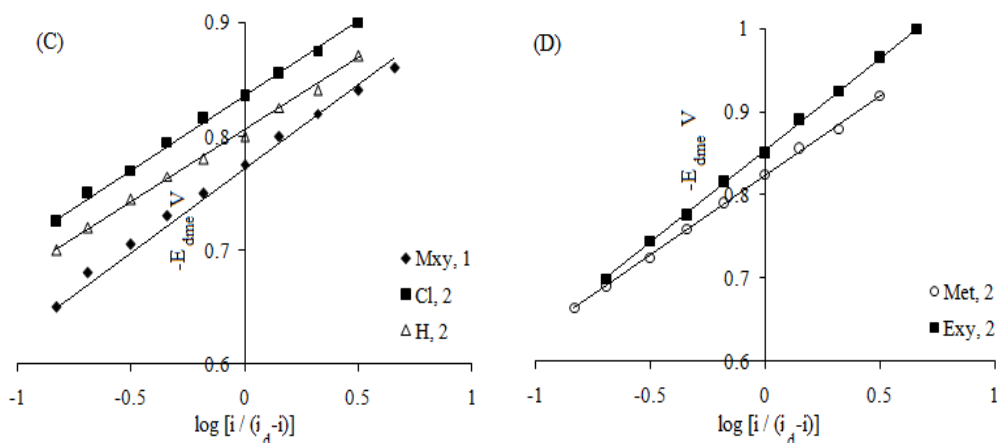 (C)
0.9
0.8
0.7
0.6
-E dme V
Mxy, 1
Cl, 2
H, 2
-1
-0.5
0
0.5
1
log [i / (i_d-i)]
(D)
1
0.9
0.8
0.7
0.6
-E dme V
Met, 2
Exy, 2
-1
-0.5
0
0.5
1
log [i / (i_d-i)]